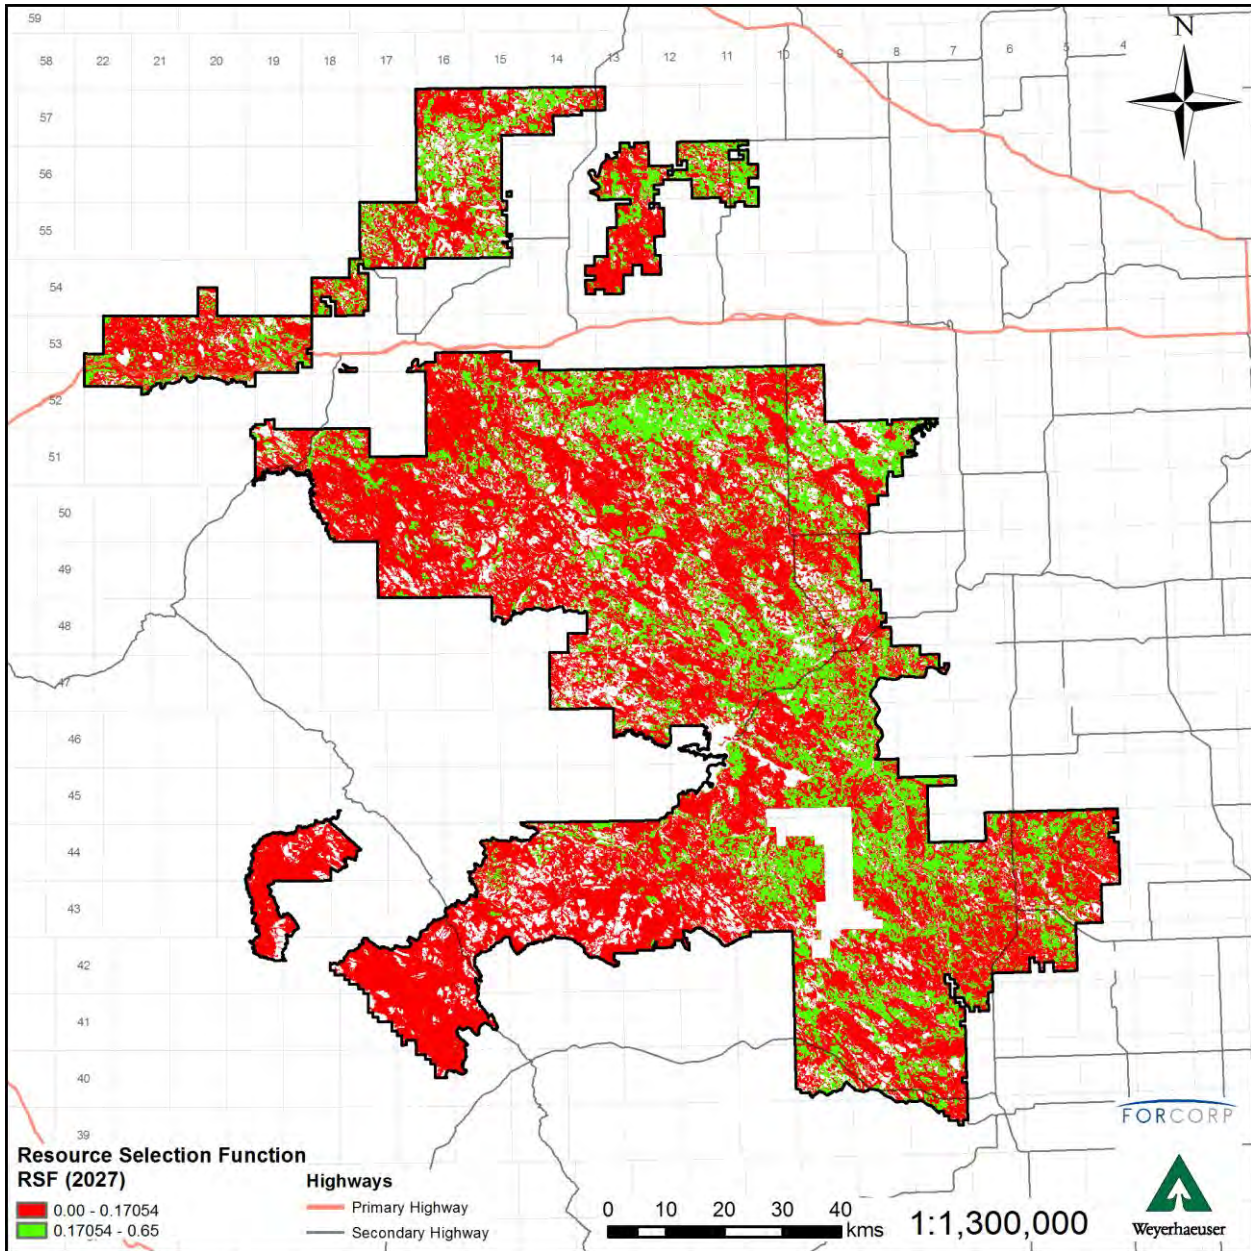 59
N
58 22 21 20 19 18 17 16 15 14 13 12 11 10 9 8 7 6 5 4
57
56
55
54
53
52
51
50
49
48
47
46
45
44
43
42
41
40
39
Resource Selection Function
RSF (2027)
0.00 - 0.17054
0.17054 - 0.65
Highways
Primary Highway
Secondary Highway
0 10 20 30 40
kms
1:1,300,000
FORCORP
Weyerhaeuser